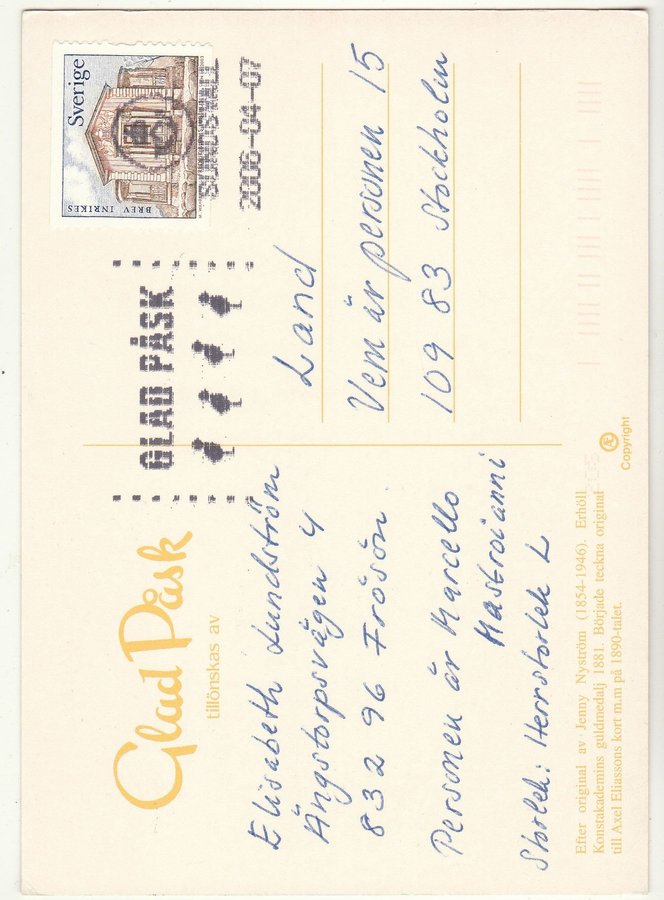 Glad Påsk
tillönskas av
Elisabeth Lundström
Ängstorpsvägen 4
832 96 Frösön.
Personen är Marcello
Mastroianni
Storlek: Herrstorlek L
Efter original av Jenny Nyström (1854-1946). Erhöll
Konstakademins guldmedalj 1881. Började teckna original
till Axel Eliassons kort m.m på 1890-talet.
Æ
Copyright
GLAD PÅSK
SUNDSVALL
2006-04-07
Sverige
BREV INRIKES
Land
Vem är personen 15
109 83 Stockholm